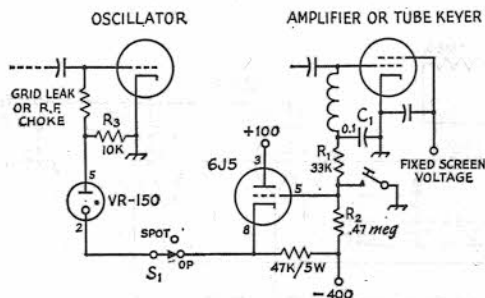 OSCILLATOR
AMPLIFIER OR TUBE KEYER
GRID LEAK
OR R.F.
CHOKE
R3
10K
+100
0.1
C1
R1
33K
FIXED SCREEN
VOLTAGE
6J5
3
5
8
5
VR-150
2
R2
.47 meg
SPOT
S1
OP
47K/5W
-400